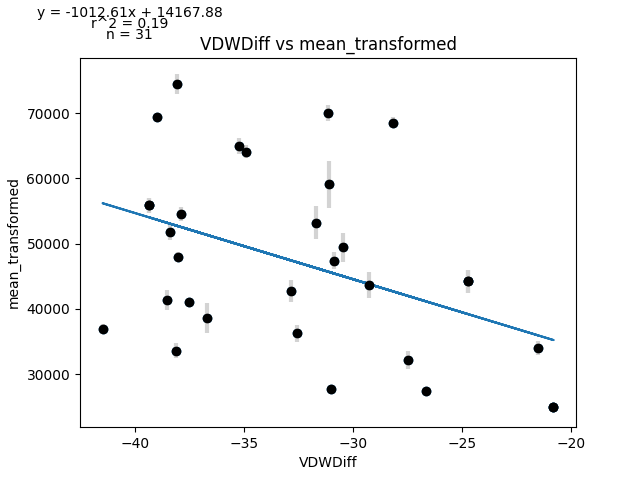 y = -1012.61x + 14167.88
r^2 = 0.19
n = 31
VDWDiff vs mean_transformed
70000
60000
50000
40000
30000
mean_transformed
−40
−35
−30
−25
−20
VDWDiff